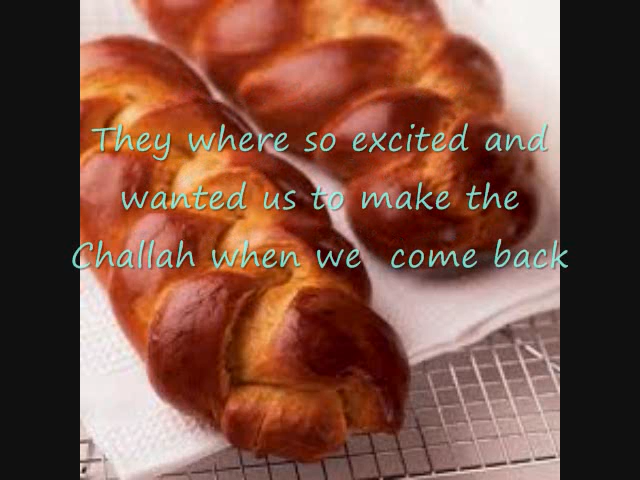 They where so excited and
wanted us to make the
Challah when we come back